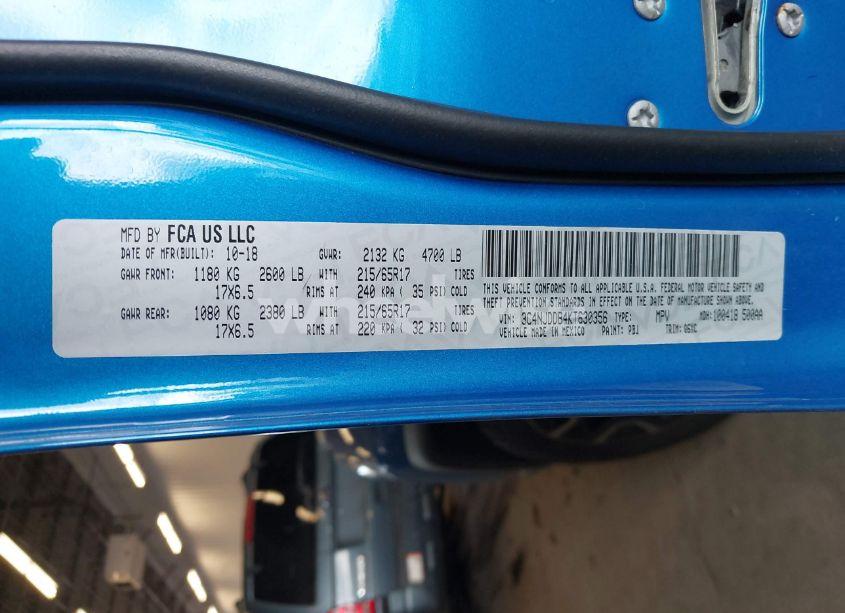 MFD BY FCA US LLC
DATE OF MFR(BUILT): 10-18 GVWR: 2132 KG 4700 LB
GAWR FRONT: 1180 KG 2600 LB WITH 215/65R17 TIRES
17X6.5 RIMS AT 240 KPA( 35 PSI) COLD
GAWR REAR: 1080 KG 2380 LB WITH 215/65R17 TIRES
17X6.5 RIMS AT 220 KPA( 32 PSI) COLD
THIS VEHICLE CONFORMS TO ALL APPLICABLE U.S.A. FEDERAL MOTOR VEHICLE SAFETY AND
THEFT PREVENTION STANDARDS IN EFFECT ON THE DATE OF MANUFACTURE SHOWN ABOVE.
VIN: 3C4NJDDB4KT630356 TYPE: MPV MDH: 100418 500AA
VEHICLE MADE IN MEXICO PAINT: PBJ TRIM: